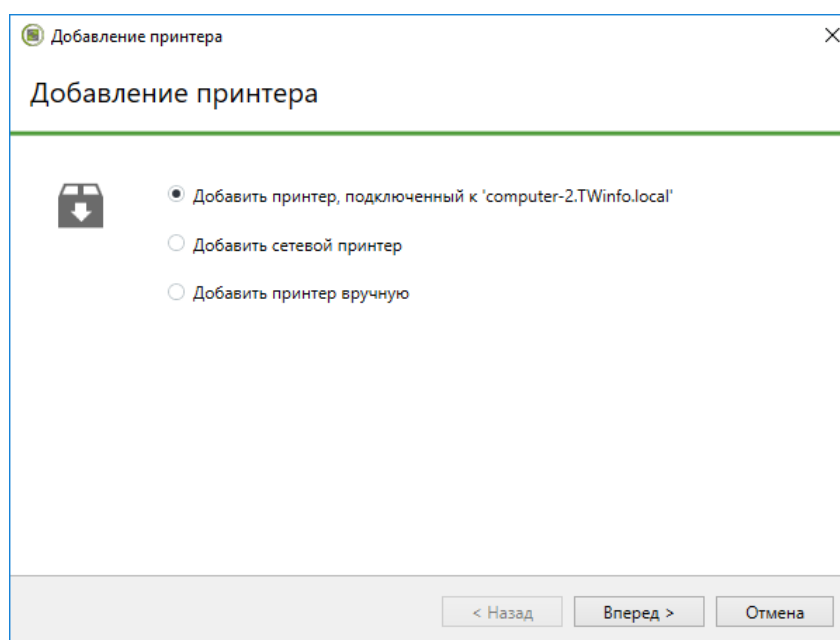 Добавление принтера
Добавление принтера
Добавить принтер, подключенный к 'computer-2.TWinfo.local'
Добавить сетевой принтер
Добавить принтер вручную
< Назад
Вперед >
Отмена